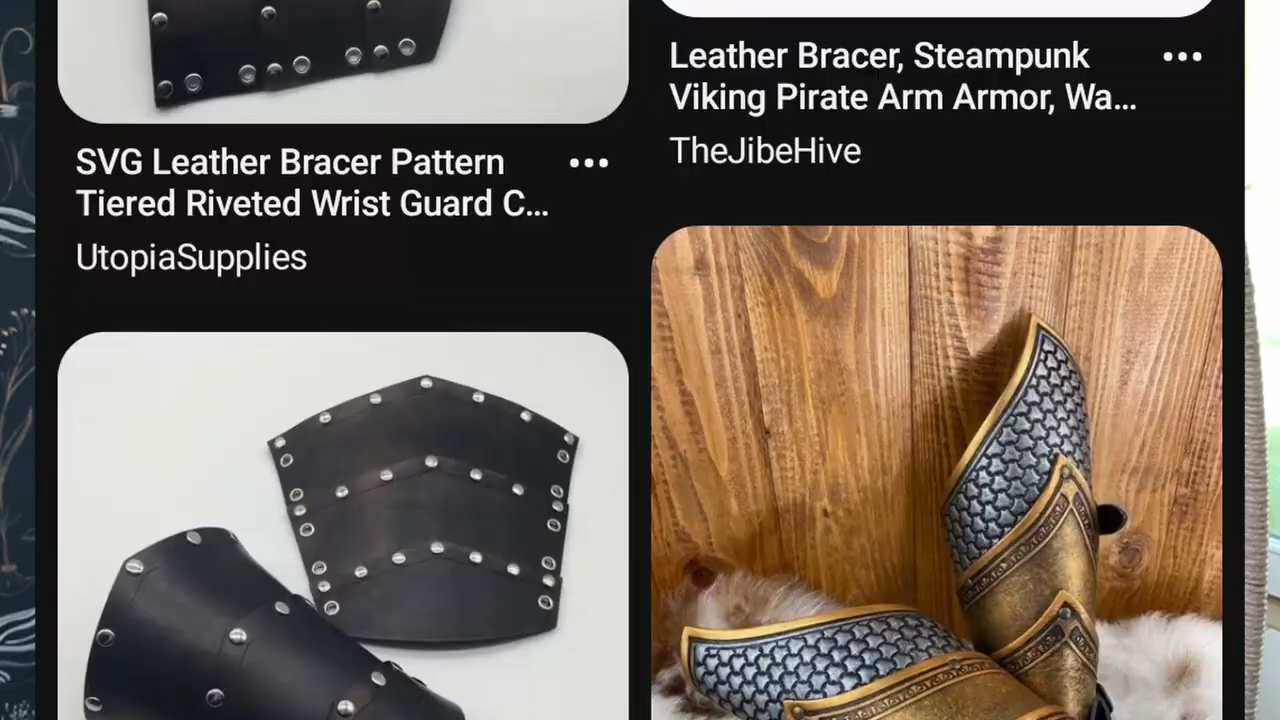 SVG Leather Bracer Pattern
Tiered Riveted Wrist Guard C...
UtopiaSupplies
Leather Bracer, Steampunk
Viking Pirate Arm Armor, Wa...
TheJibeHive